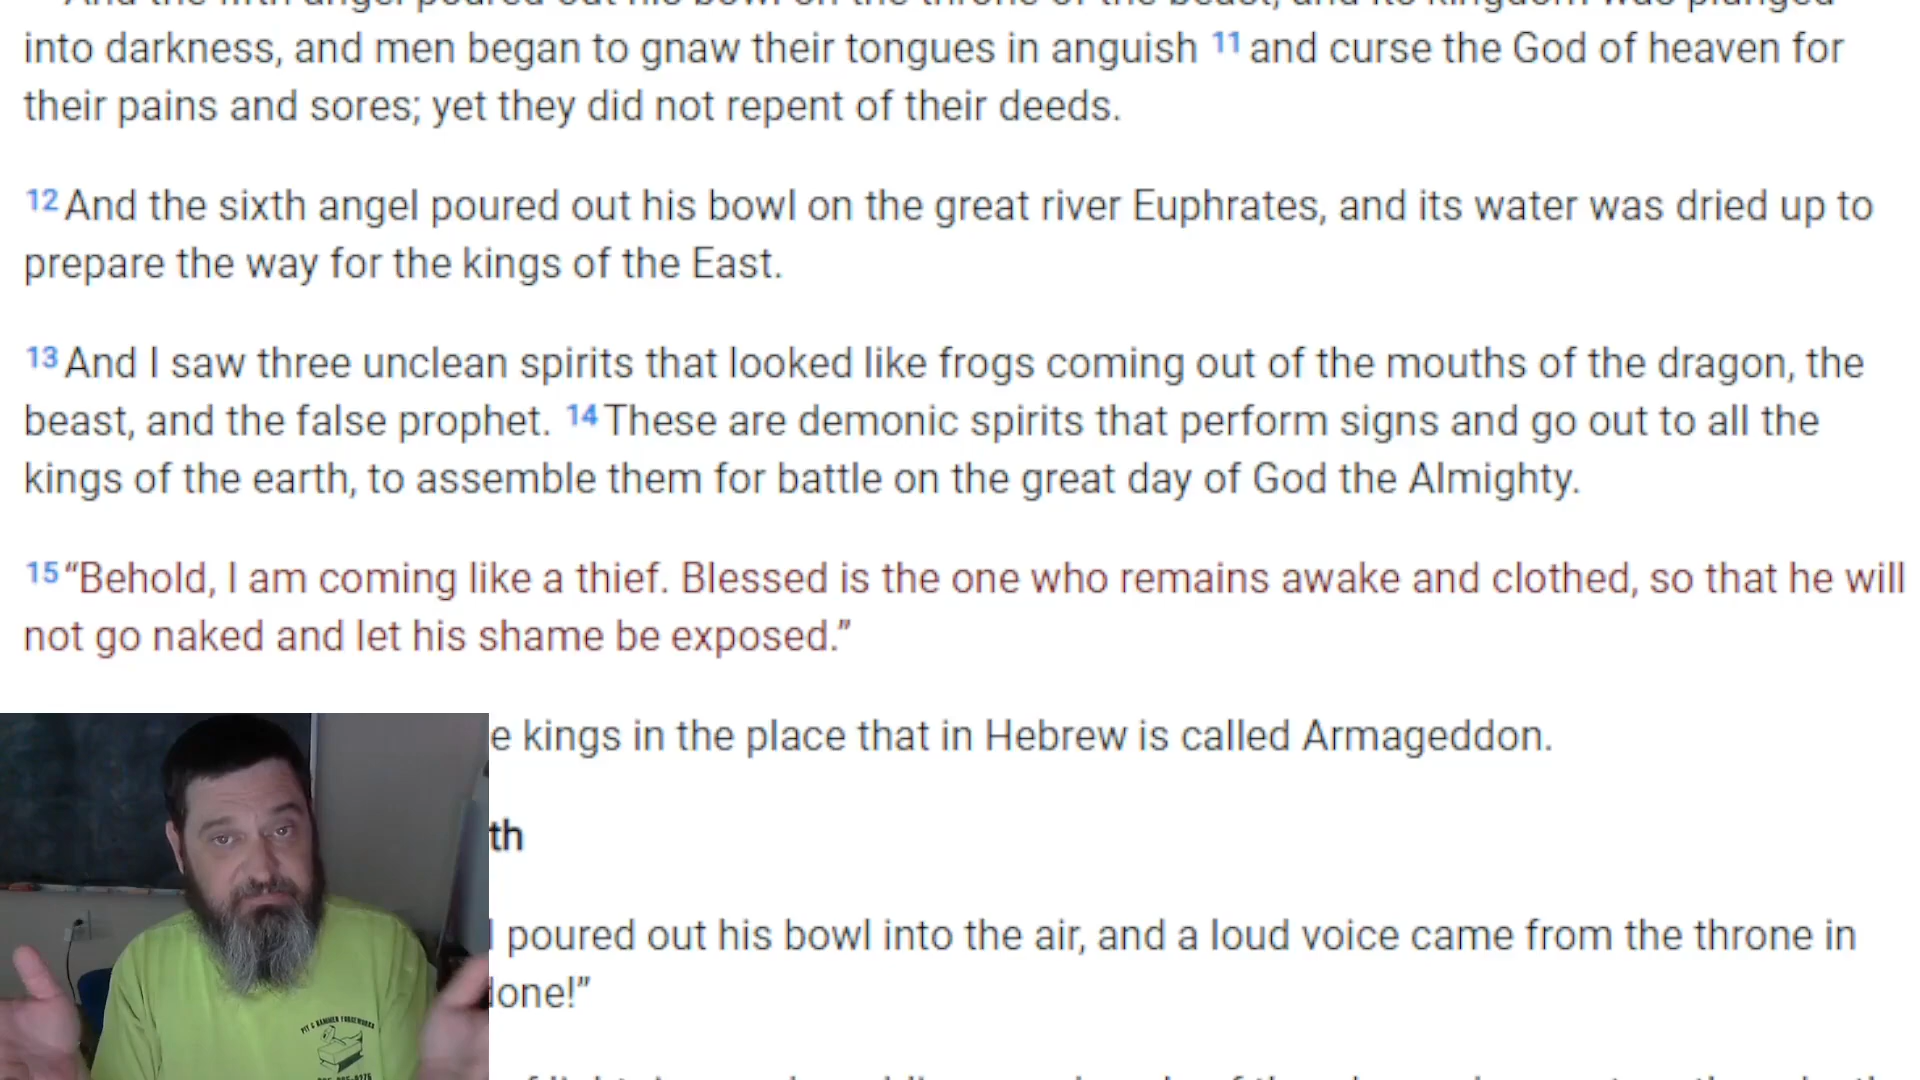 into darkness, and men began to gnaw their tongues in anguish 11 and curse the God of heaven for
their pains and sores; yet they did not repent of their deeds.
12 And the sixth angel poured out his bowl on the great river Euphrates, and its water was dried up to
prepare the way for the kings of the East.
13 And I saw three unclean spirits that looked like frogs coming out of the mouths of the dragon, the
beast, and the false prophet. 14 These are demonic spirits that perform signs and go out to all the
kings of the earth, to assemble them for battle on the great day of God the Almighty.
15 “Behold, I am coming like a thief. Blessed is the one who remains awake and clothed, so that he will
not go naked and let his shame be exposed.”
e kings in the place that in Hebrew is called Armageddon.
th
l poured out his bowl into the air, and a loud voice came from the throne in
one!”